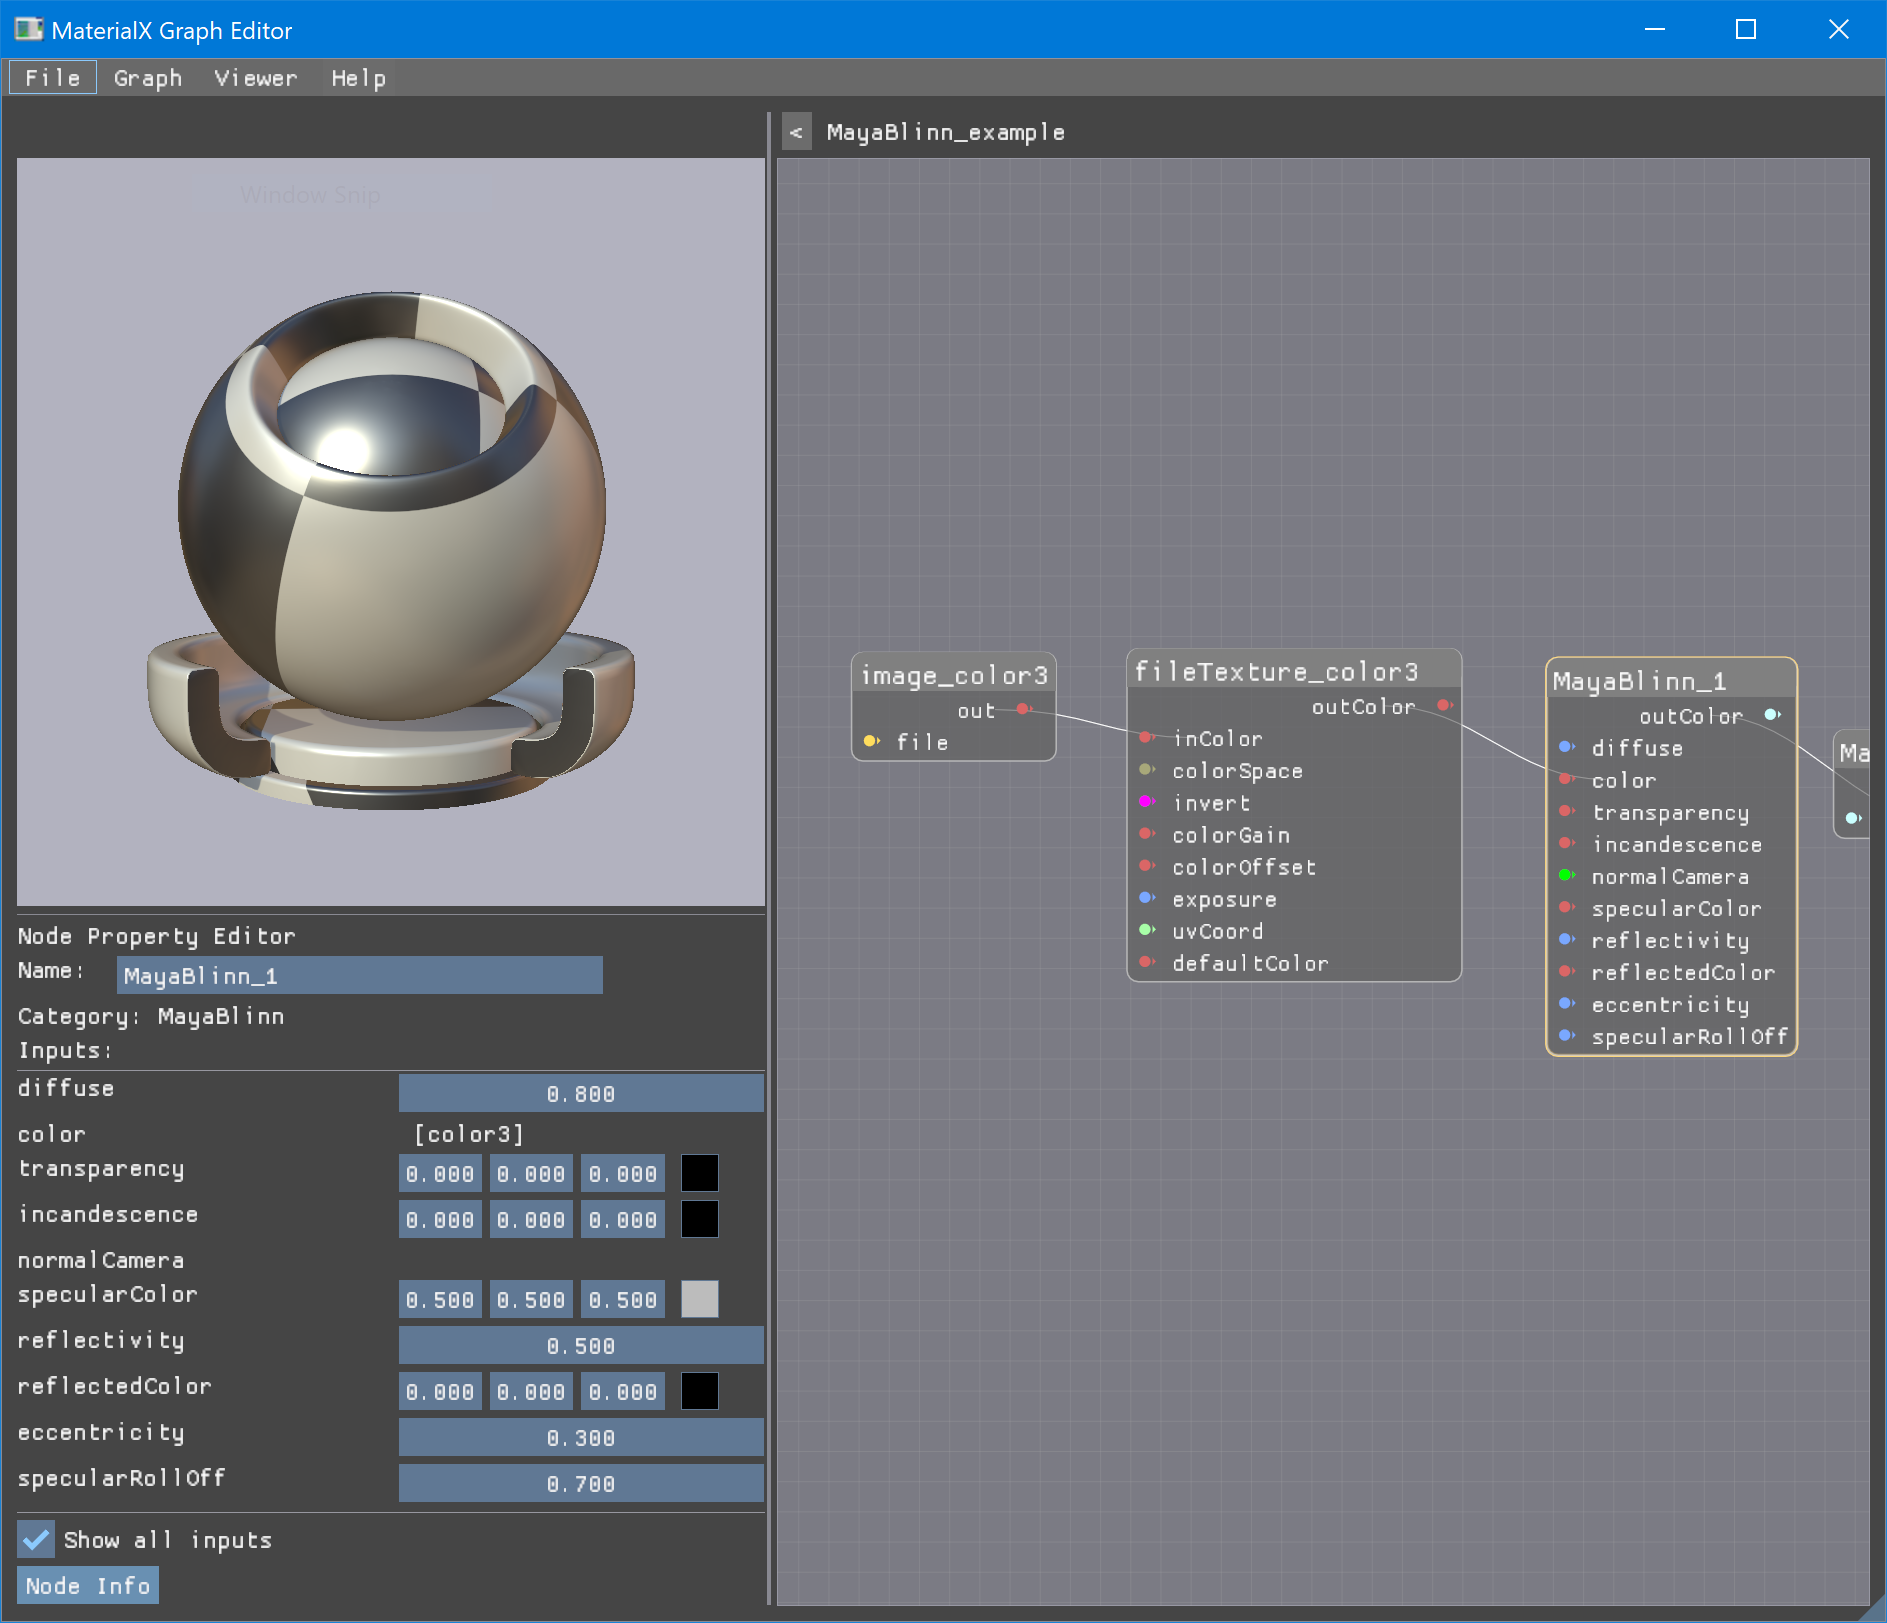 MaterialX Graph Editor
File Graph Viewer Help
< MayaBlinn_example
Window Snip
image_color3
out
file
fileTexture_color3
outColor
inColor
colorSpace
invert
colorGain
colorOffset
exposure
uvCoord
defaultColor
MayaBlinn_1
outColor
diffuse
color
transparency
incandescence
normalCamera
specularColor
reflectivity
reflectedColor
eccentricity
specularRollOff
Ma
Node Property Editor
Name: MayaBlinn_1
Category: MayaBlinn
Inputs:
diffuse 0.800
color [color3]
transparency 0.000 0.000 0.000
incandescence 0.000 0.000 0.000
normalCamera
specularColor 0.500 0.500 0.500
reflectivity 0.500
reflectedColor 0.000 0.000 0.000
eccentricity 0.300
specularRollOff 0.700
Show all inputs
Node Info